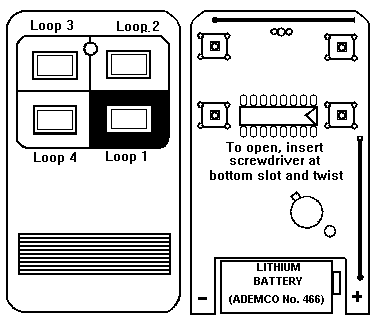 Loop 3
Loop 2
Loop 4
Loop 1
To open, insert
screwdriver at
bottom slot and twist
LITHIUM
BATTERY
(ADEMCO No. 466)
- +